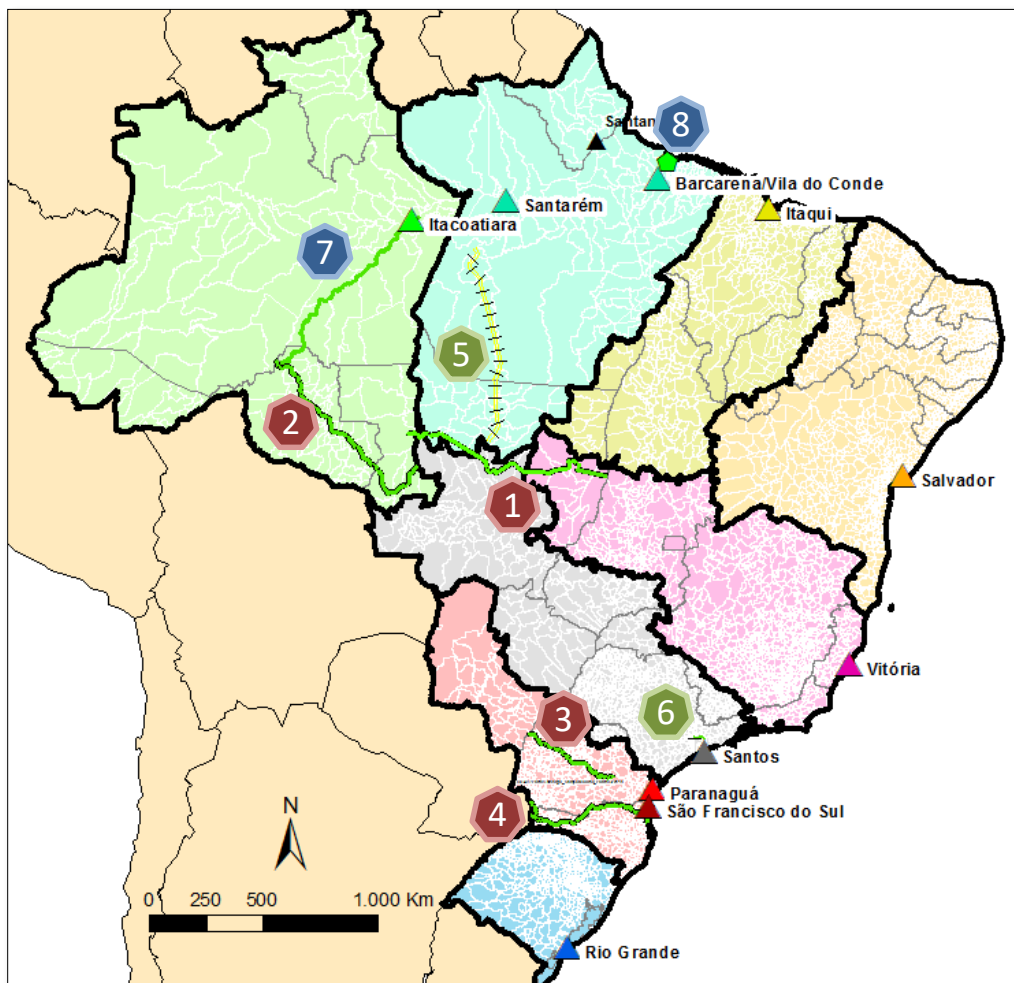 8
Santan
Barcarena/Vila do Conde
Santarém
Itaqui
Itacoatiara
7
5
2
Salvador
1
Vitória
3
6
Santos
Paranaguá
São Francisco do Sul
4
N
0 250 500 1.000 Km
Rio Grande